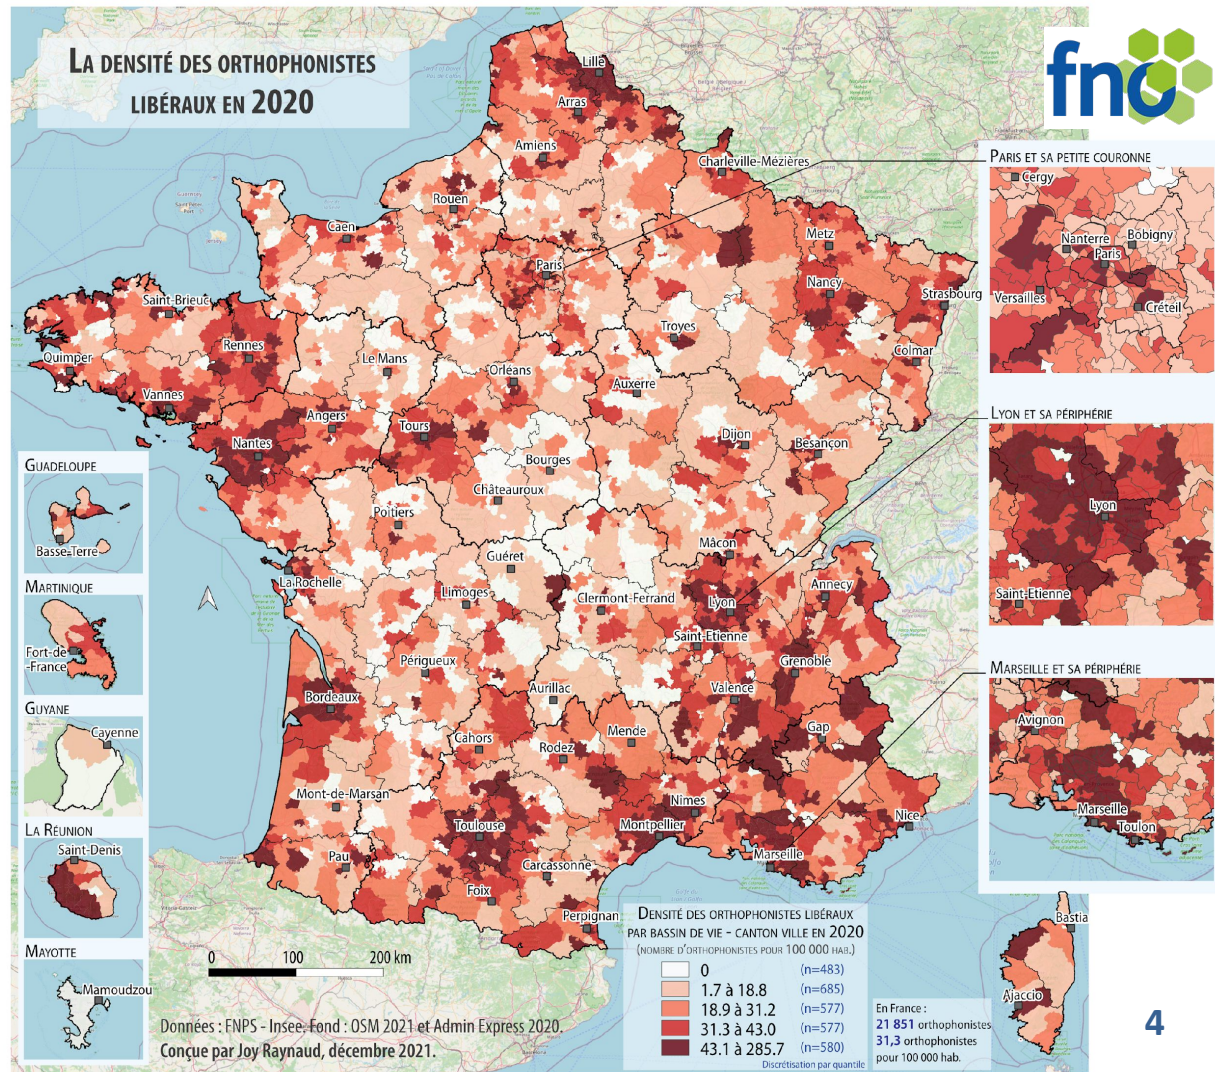 LA DENSITÉ DES ORTHOPHONISTES
LIBÉRAUX EN 2020
fno
Lille
Arras
Amiens
Charleville-Mézières
Rouen
Caen
Metz
Paris
Nancy
Strasbourg
Saint-Brieuc
Rennes
Troyes
Colmar
Quimper
Le Mans
Orléans
Auxerre
Vannes
Angers
Tours
Nantes
Dijon
Besançon
Bourges
Châteauroux
Poitiers
Mâcon
Guéret
La Rochelle
Limoges
Clermont-Ferrand
Lyon
Annecy
Saint-Etienne
Périgueux
Grenoble
Aurillac
Valence
Bordeaux
Cahors
Rodez
Mende
Gap
Mont-de-Marsan
Nimes
Toulouse
Montpellier
Nice
Pau
Marseille
Carcassonne
Foix
Perpignan
Bastia
Ajaccio
PARIS ET SA PETITE COURONNE
Cergy
Nanterre
Bobigny
Paris
Versailles
Créteil
LYON ET SA PÉRIPHÉRIE
Lyon
Saint-Etienne
MARSEILLE ET SA PÉRIPHÉRIE
Avignon
Marseille
Toulon
GUADELOUPE
Basse-Terre
MARTINIQUE
Fort-de
-France
GUYANE
Cayenne
LA RÉUNION
Saint-Denis
MAYOTTE
Mamoudzou
0 100 200 km
Données : FNPS - Insee. Fond : OSM 2021 et Admin Express 2020.
Conçue par Joy Raynaud, décembre 2021.
DENSITÉ DES ORTHOPHONISTES LIBÉRAUX
PAR BASSIN DE VIE - CANTON VILLE EN 2020
(NOMBRE D'ORTHOPHONISTES POUR 100 000 HAB.)
0 (n=483)
1.7 à 18.8 (n=685)
18.9 à 31.2 (n=577)
31.3 à 43.0 (n=577)
43.1 à 285.7 (n=580)
Discrétisation par quantile
En France :
21 851 orthophonistes
31,3 orthophonistes
pour 100 000 hab.
4